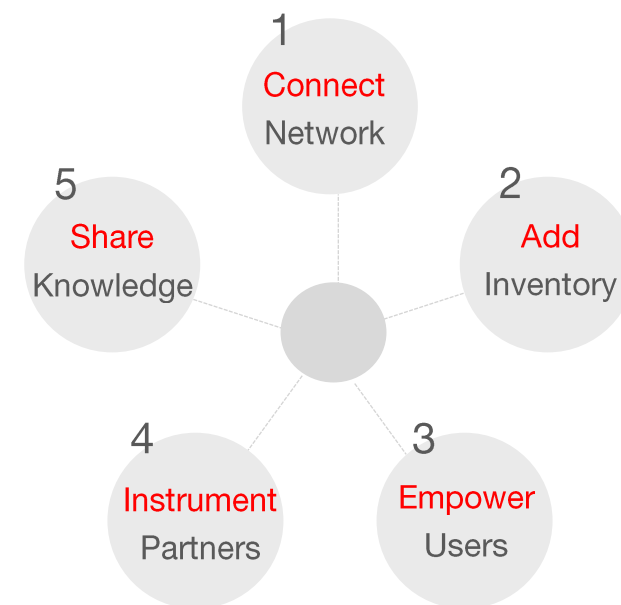 1
Connect
Network
2
Add
Inventory
3
Empower
Users
4
Instrument
Partners
5
Share
Knowledge